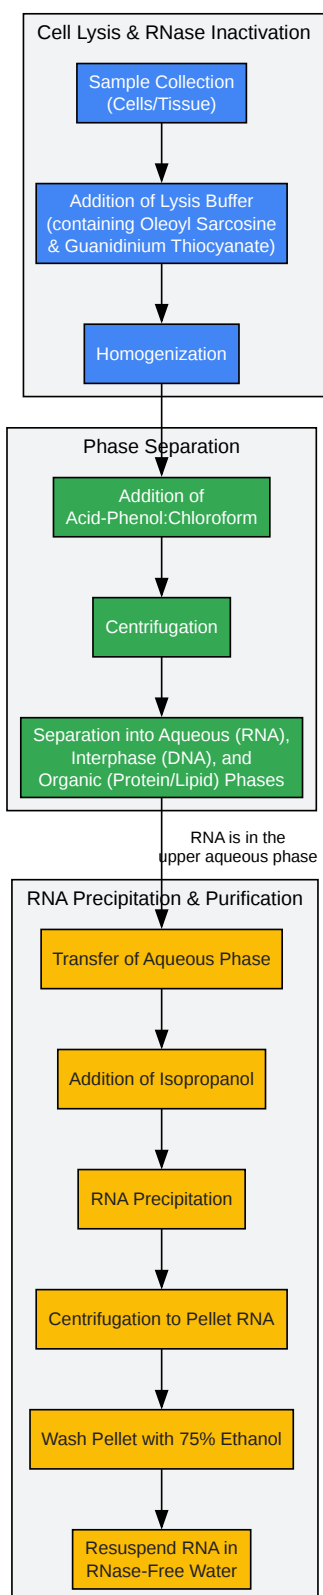 Cell Lysis & RNase Inactivation
Sample Collection
(Cells/Tissue)
Addition of Lysis Buffer
(containing Oleoyl Sarcosine
& Guanidinium Thiocyanate)
Homogenization
Phase Separation
Addition of
Acid-Phenol:Chloroform
Centrifugation
Separation into Aqueous (RNA),
Interphase (DNA), and
Organic (Protein/Lipid) Phases
RNA is in the
upper aqueous phase
RNA Precipitation & Purification
Transfer of Aqueous Phase
Addition of Isopropanol
RNA Precipitation
Centrifugation to Pellet RNA
Wash Pellet with 75% Ethanol
Resuspend RNA in
RNase-Free Water